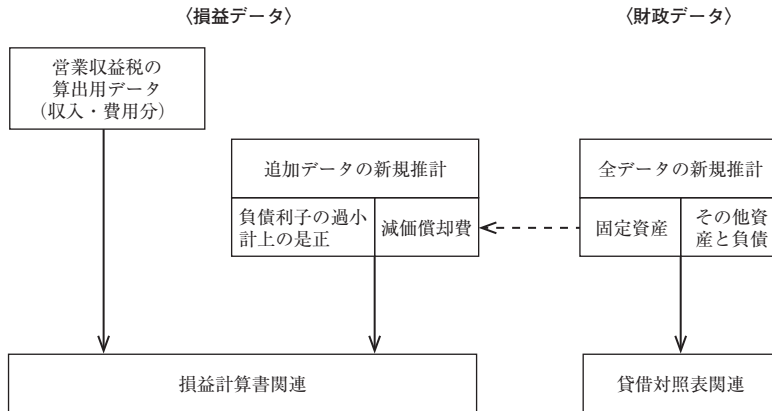 〈損益データ〉
〈財政データ〉
営業収益税の
算出用データ
（収入・費用分）
追加データの新規推計
負債利子の過小
計上の是正
減価償却費
全データの新規推計
固定資産
その他資
産と負債
損益計算書関連
貸借対照表関連